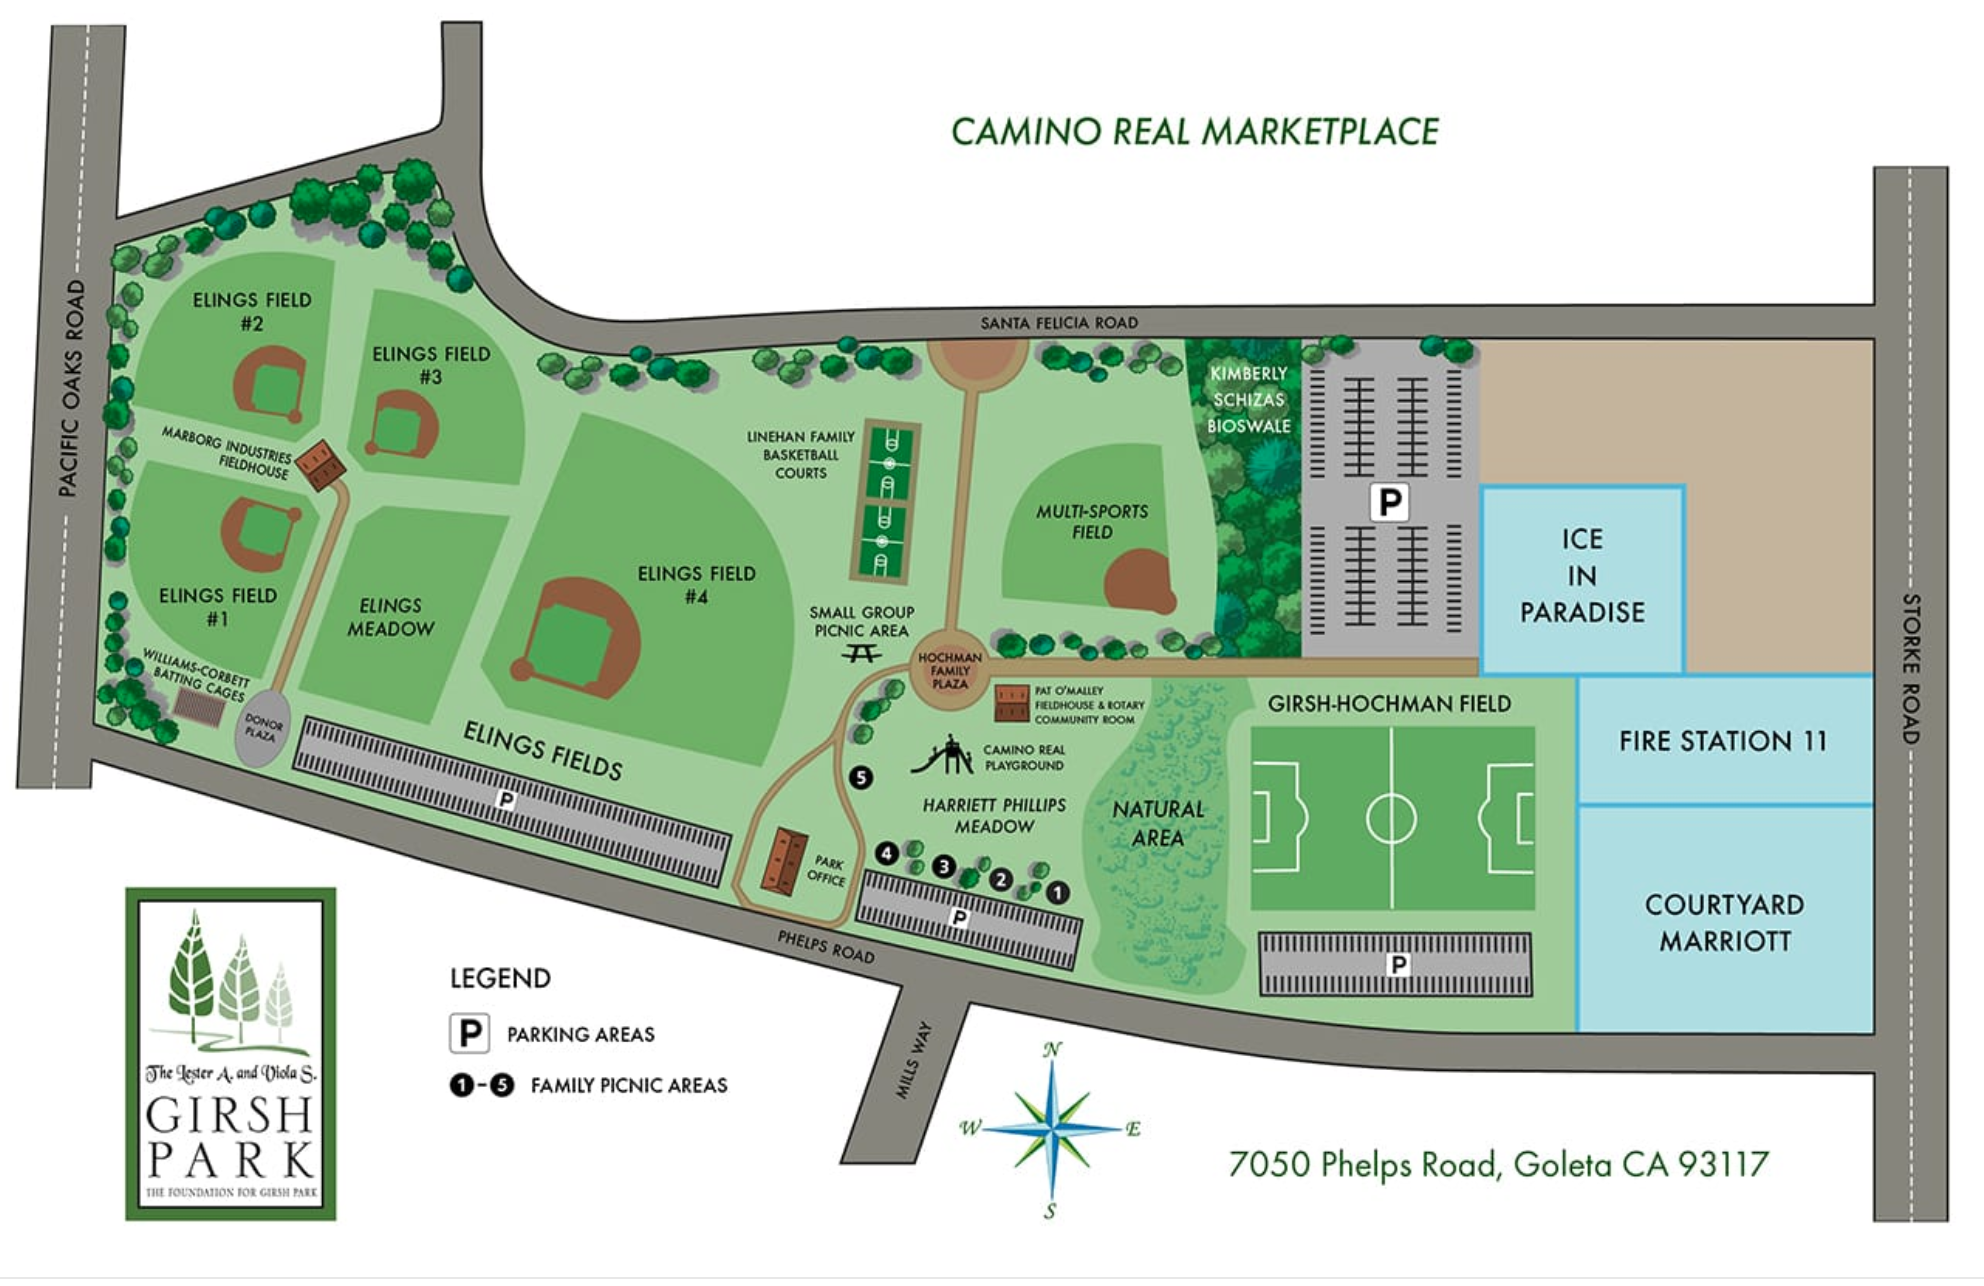 CAMINO REAL MARKETPLACE
PACIFIC OAKS ROAD
SANTA FELICIA ROAD
STORKE ROAD
ELINGS FIELD
#2
ELINGS FIELD
#3
MARBORG INDUSTRIES
FIELDHOUSE
ELINGS FIELD
#1
ELINGS
MEADOW
WILLIAMS-CORBETT
BATTING CAGES
DONOR
PLAZA
ELINGS FIELD
#4
ELINGS FIELDS
P
LINEHAN FAMILY
BASKETBALL
COURTS
SMALL GROUP
PICNIC AREA
HOCHMAN
FAMILY
PLAZA
MULTI-SPORTS
FIELD
KIMBERLY
SCHIZAS
BIOSWALE
P
ICE
IN
PARADISE
FIRE STATION 11
COURTYARD
MARRIOTT
PAT O'MALLEY
FIELDHOUSE & ROTARY
COMMUNITY ROOM
CAMINO REAL
PLAYGROUND
HARRIETT PHILLIPS
MEADOW
5
4
3
2
1
PARK
OFFICE
P
NATURAL
AREA
GIRSH-HOCHMAN FIELD
P
PHELPS ROAD
MILLS WAY
The Lester A. and Viola S.
GIRSH
PARK
THE FOUNDATION FOR GIRSH PARK
LEGEND
P PARKING AREAS
1-5 FAMILY PICNIC AREAS
N
W
E
S
7050 Phelps Road, Goleta CA 93117